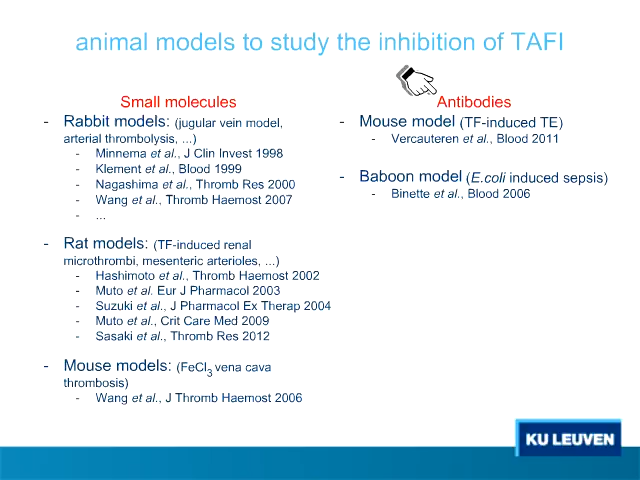 animal models to study the inhibition of TAFI
Small molecules
- Rabbit models: (jugular vein model,
arterial thrombolysis, ...)
- Minnema et al., J Clin Invest 1998
- Klement et al., Blood 1999
- Nagashima et al., Thromb Res 2000
- Wang et al., Thromb Haemost 2007
- ...
- Rat models: (TF-induced renal
microthrombi, mesenteric arterioles, ...)
- Hashimoto et al., Thromb Haemost 2002
- Muto et al. Eur J Pharmacol 2003
- Suzuki et al., J Pharmacol Ex Therap 2004
- Muto et al., Crit Care Med 2009
- Sasaki et al., Thromb Res 2012
- Mouse models: (FeCl3 vena cava
thrombosis)
- Wang et al., J Thromb Haemost 2006
Antibodies
- Mouse model (TF-induced TE)
- Vercauteren et al., Blood 2011
- Baboon model (E.coli induced sepsis)
- Binette et al., Blood 2006
KU LEUVEN